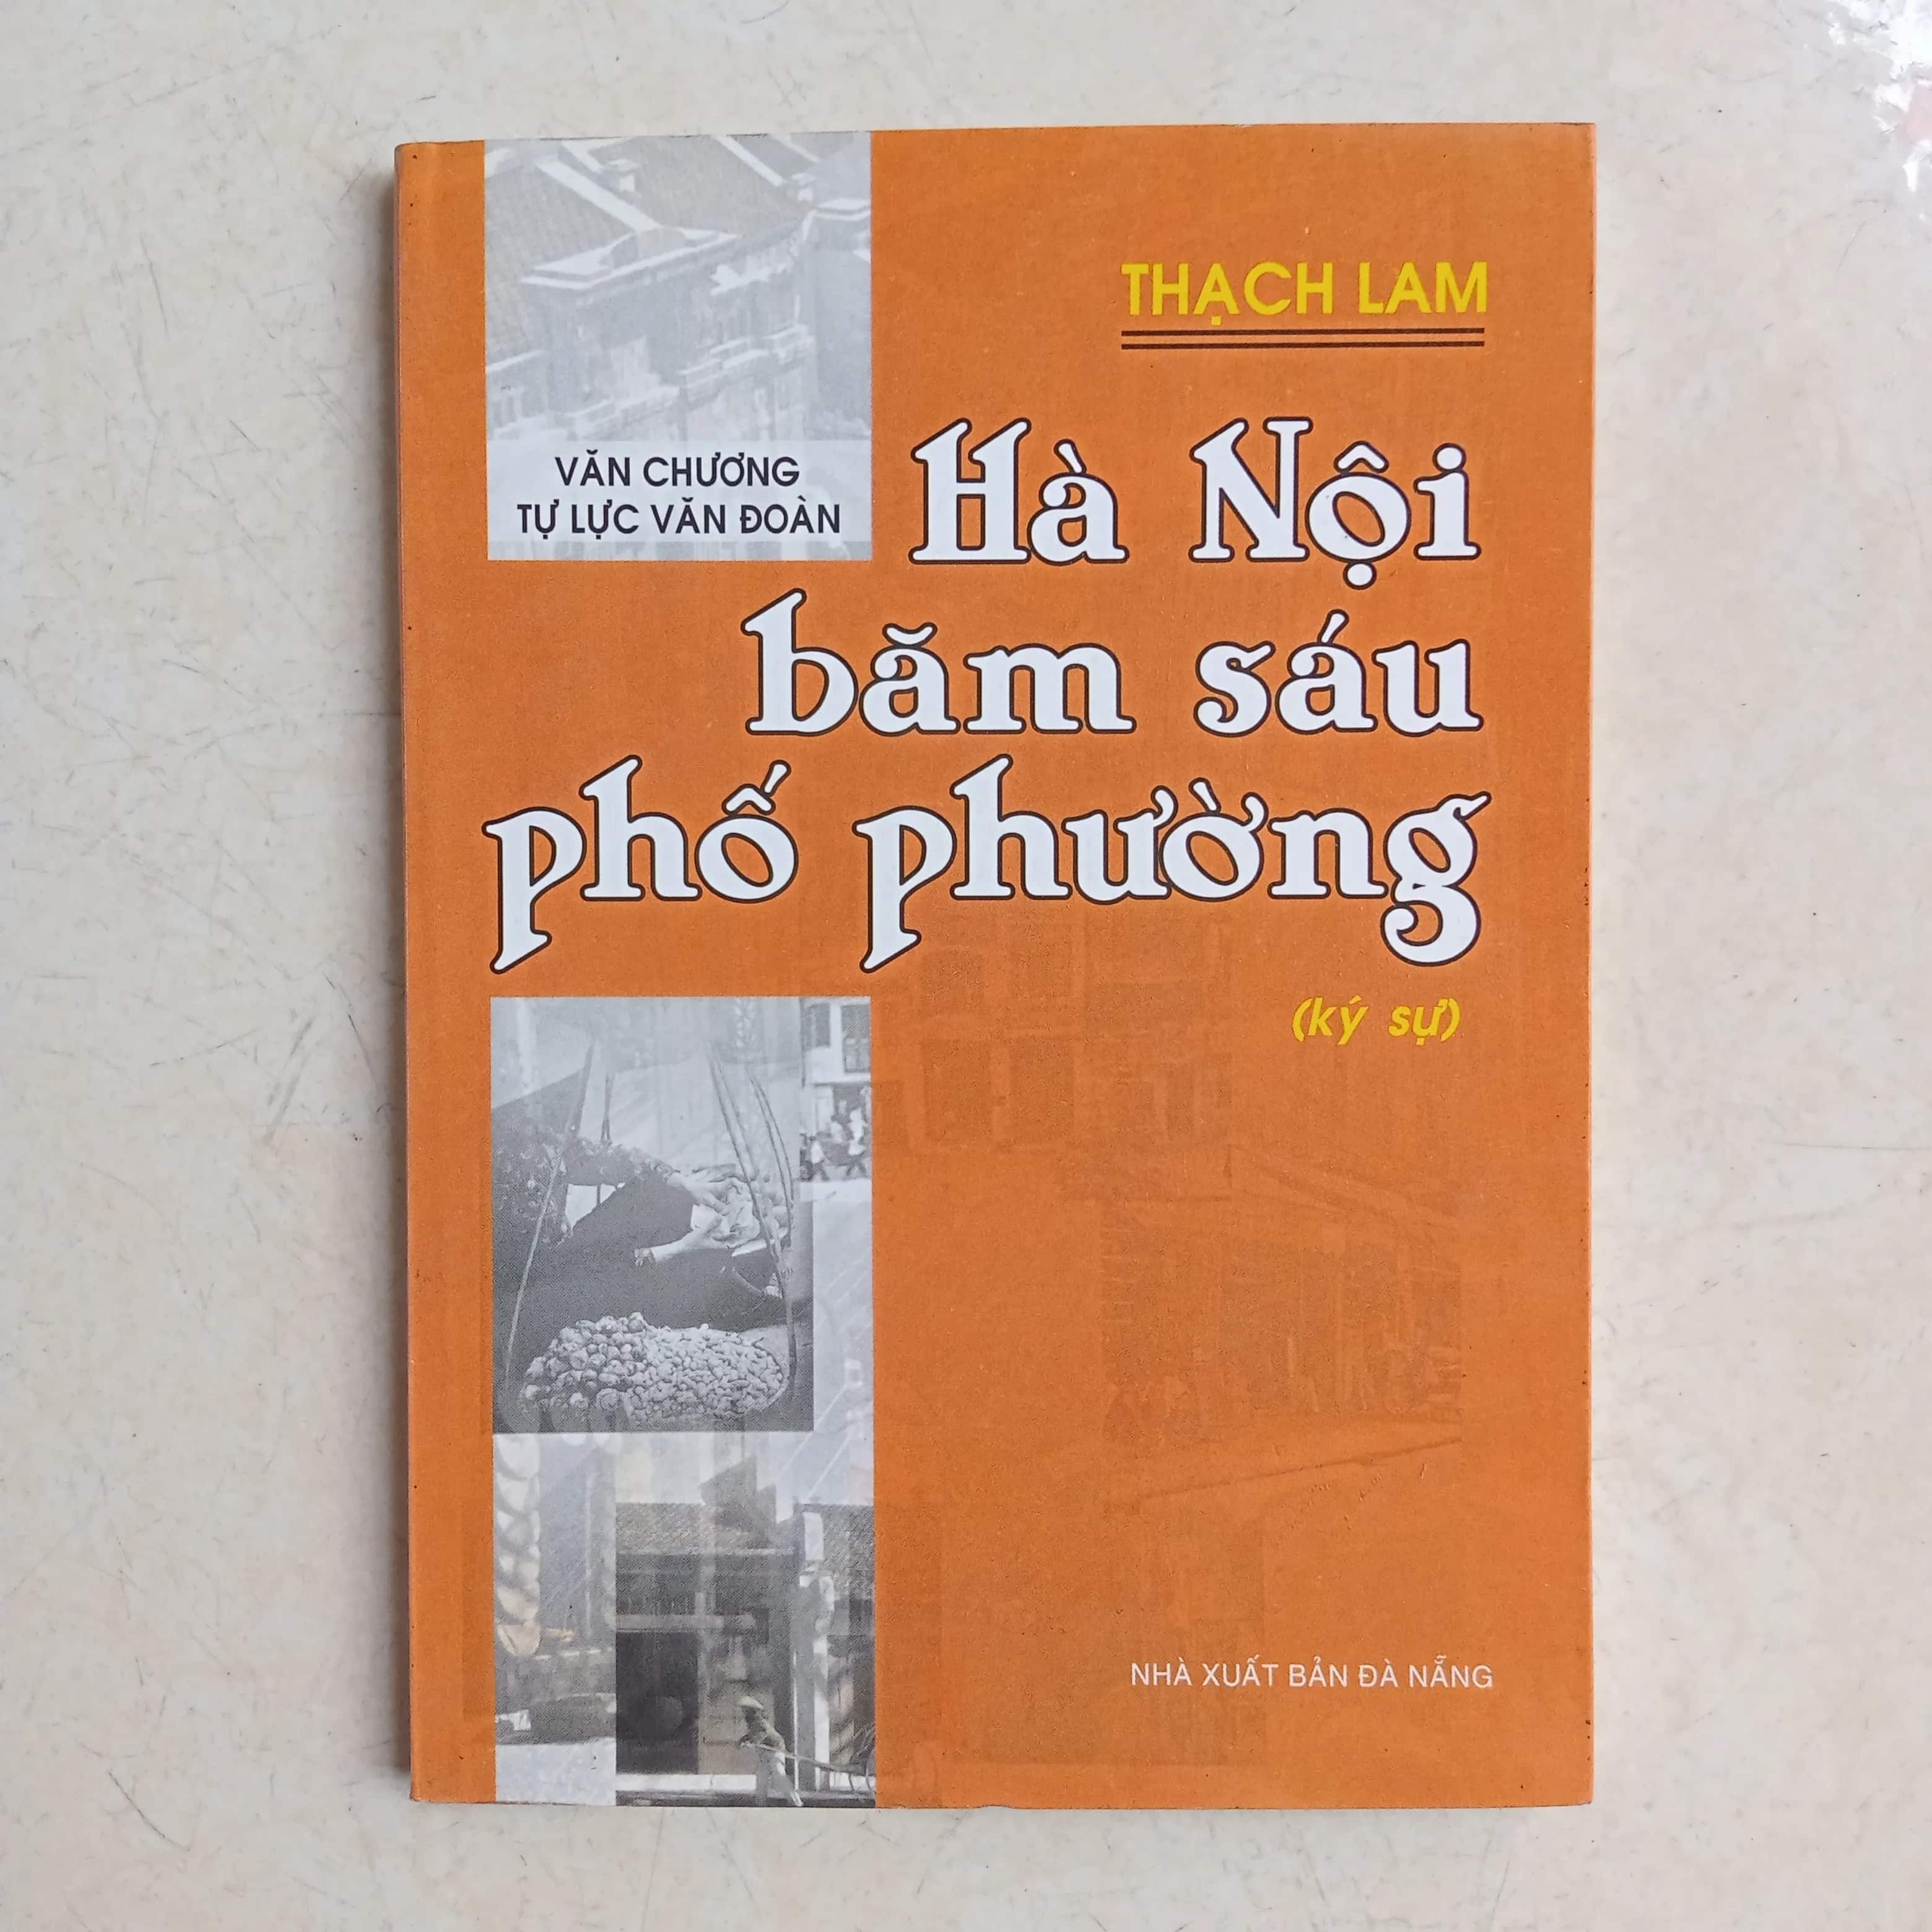 THẠCH LAM
VĂN CHƯƠNG
TỰ LỰC VĂN ĐOÀN
Hà Nội
băm sáu
phố phường
(ký sự)
NHÀ XUẤT BẢN ĐÀ NẴNG